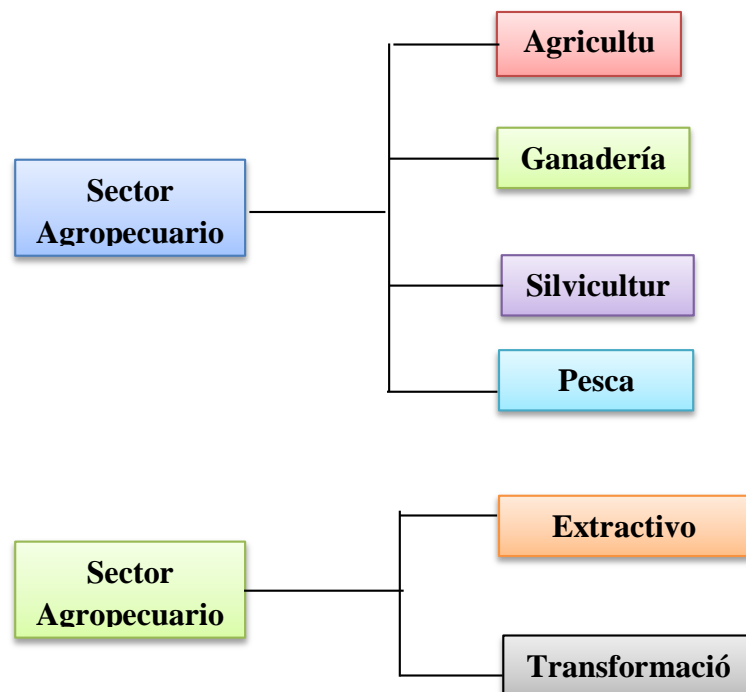 Agricultu
Ganadería
Sector
Agropecuario
Silvicultur
Pesca
Extractivo
Sector
Agropecuario
Transformació